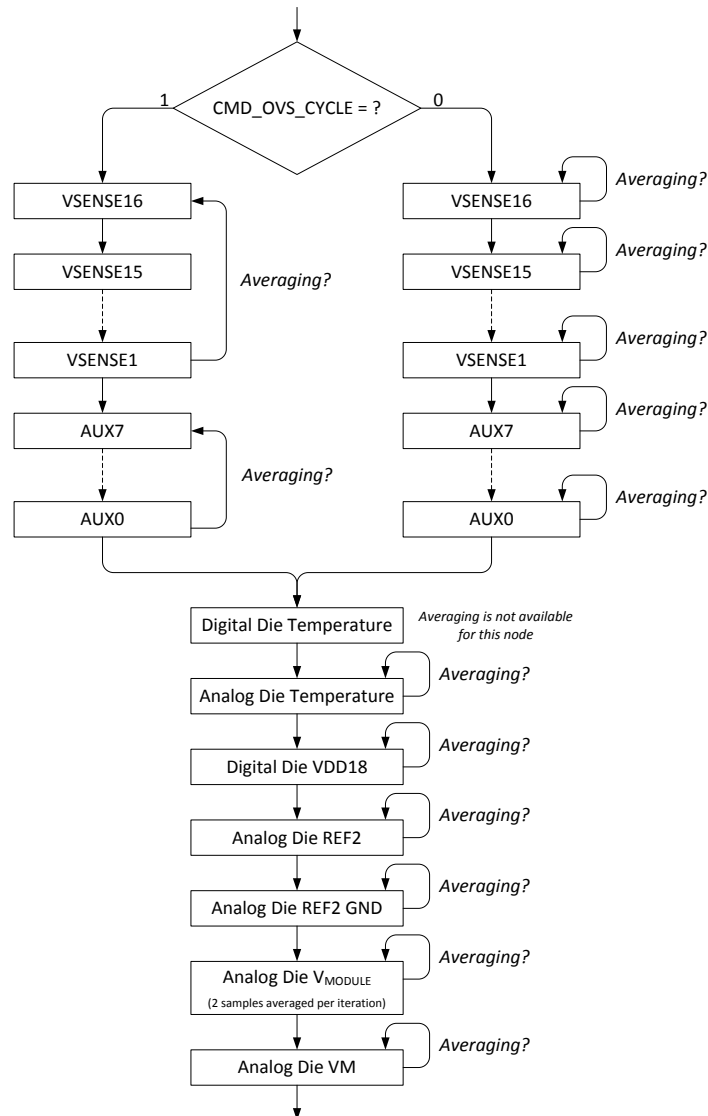 CMD_OVS_CYCLE = ?
1
0
VSENSE16
VSENSE15
VSENSE1
Averaging?
AUX7
AUX0
Averaging?
VSENSE16
Averaging?
VSENSE15
Averaging?
VSENSE1
Averaging?
AUX7
Averaging?
AUX0
Averaging?
Digital Die Temperature
Averaging is not available
for this node
Analog Die Temperature
Averaging?
Digital Die VDD18
Averaging?
Analog Die REF2
Averaging?
Analog Die REF2 GND
Averaging?
Analog Die VMODULE
(2 samples averaged per iteration)
Averaging?
Analog Die VM
Averaging?